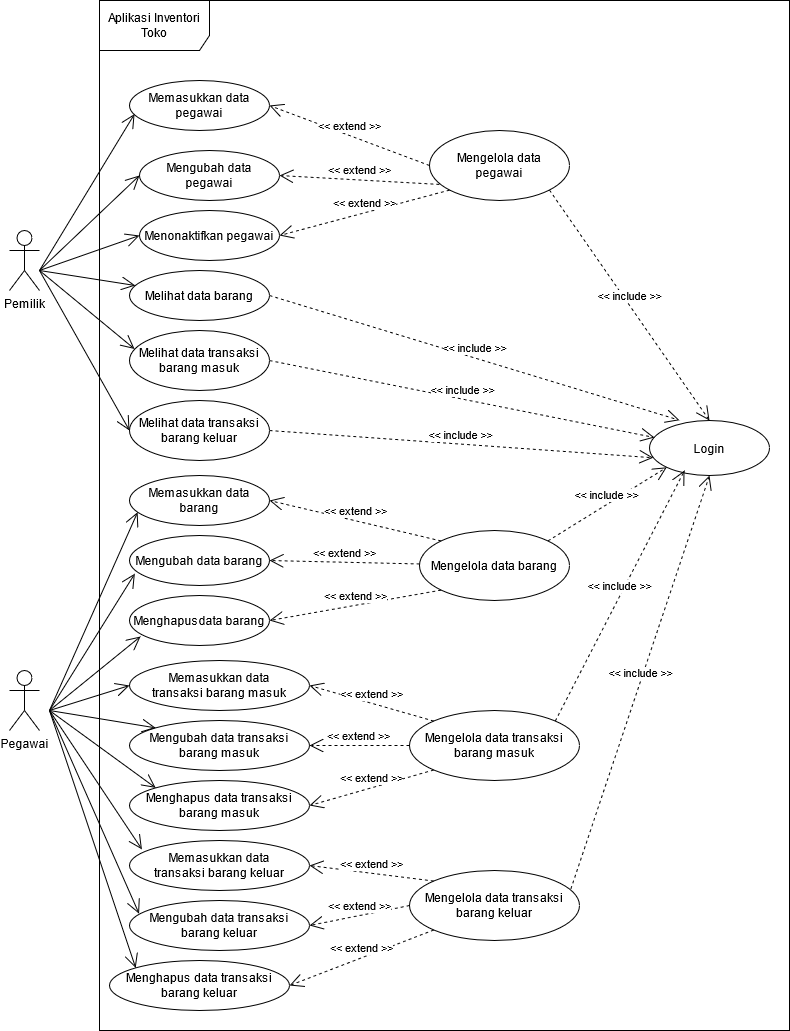 Aplikasi Inventori
Toko
Memasukkan data
pegawai
<< extend >>
Mengelola data
pegawai
Mengubah data
pegawai
<< extend >>
<< extend >>
Menonaktifkan pegawai
Pemilik
Melihat data barang
<< include >>
Melihat data transaksi
barang masuk
<< include >>
<< include >>
Melihat data transaksi
barang keluar
<< include >>
Login
Memasukkan data
barang
<< include >>
<< extend >>
Mengubah data barang
<< extend >>
Mengelola data barang
<< include >>
<< extend >>
Menghapus data barang
Pegawai
Memasukkan data
transaksi barang masuk
<< include >>
<< extend >>
Mengubah data transaksi
barang masuk
<< extend >>
Mengelola data transaksi
barang masuk
<< extend >>
Menghapus data transaksi
barang masuk
Memasukkan data
transaksi barang keluar
<< extend >>
Mengelola data transaksi
barang keluar
<< extend >>
Mengubah data transaksi
barang keluar
<< extend >>
Menghapus data transaksi
barang keluar